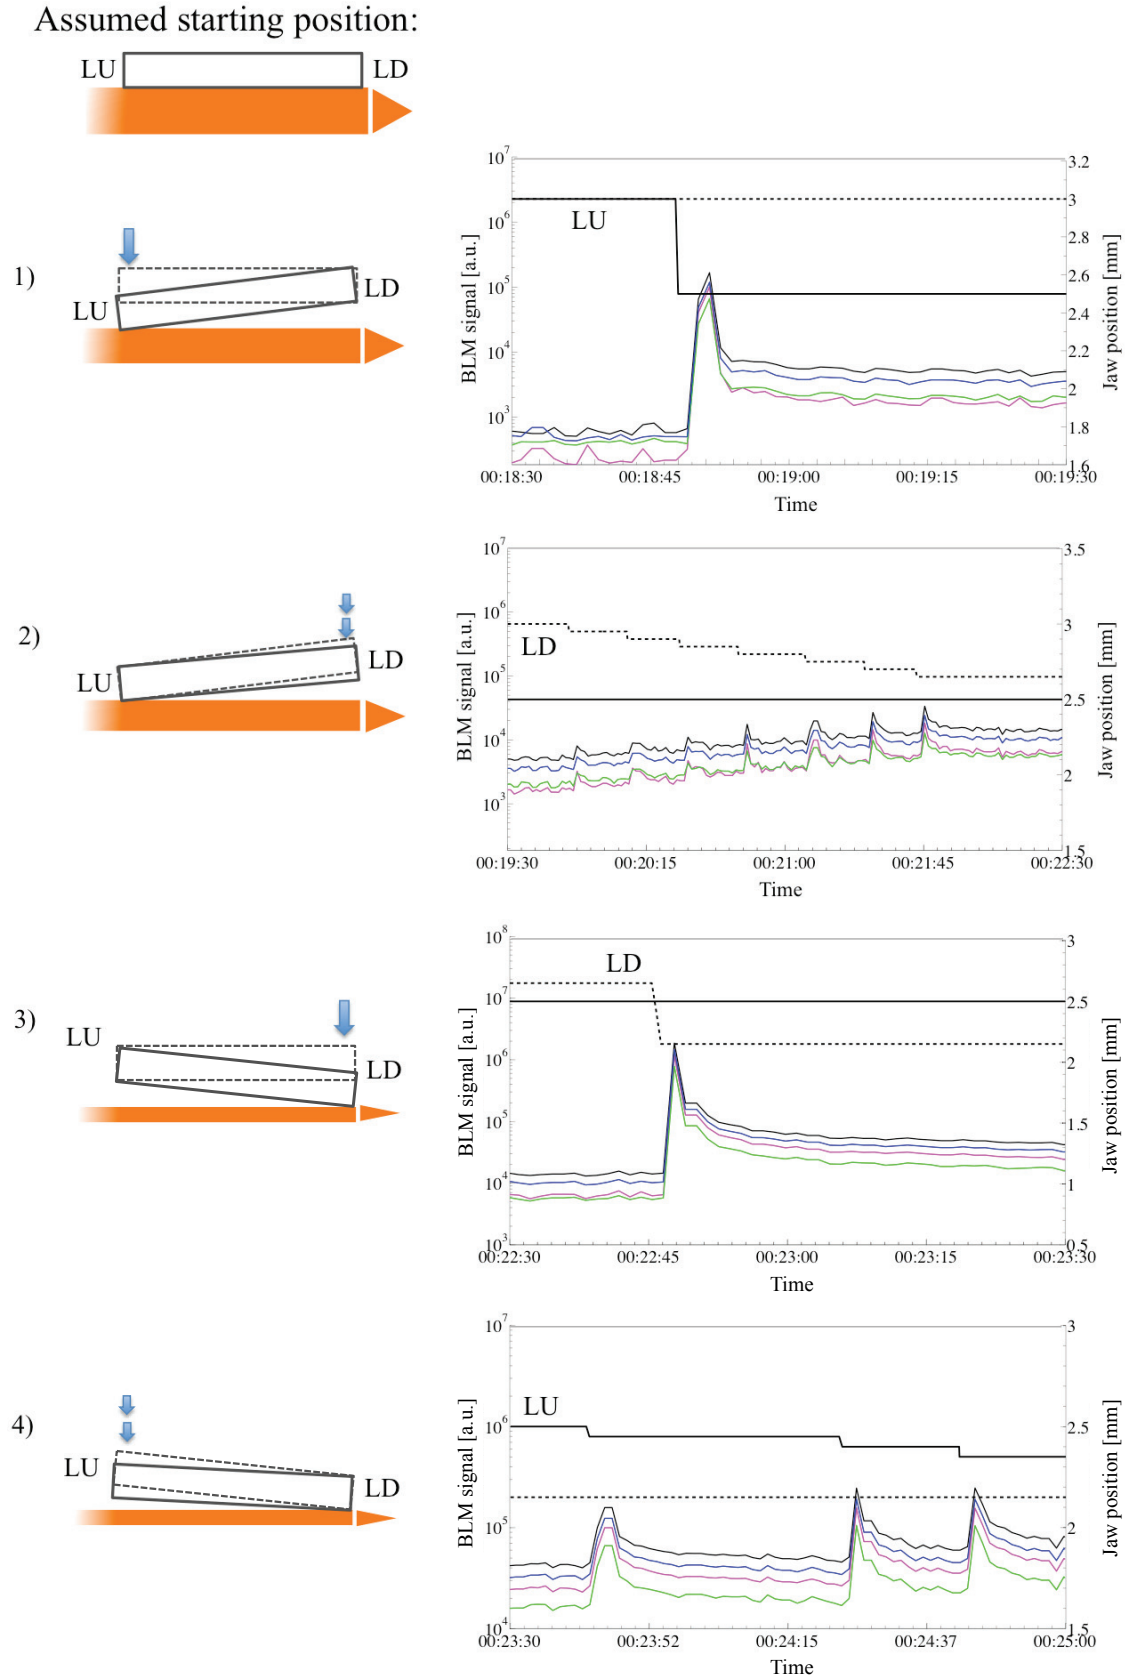 Assumed starting position:
LU
LD
1)
LU
LD
10^7
10^6
10^5
10^4
10^3
BLM signal [a.u.]
LU
3.2
3
2.8
2.6
2.4
2.2
2
1.8
1.6
Jaw position [mm]
00:18:30 00:18:45 00:19:00 00:19:15 00:19:30
Time
2)
LU
LD
10^7
10^6
10^5
10^4
10^3
BLM signal [a.u.]
LD
3.5
3
2.5
2
1.5
Jaw position [mm]
00:19:30 00:20:15 00:21:00 00:21:45 00:22:30
Time
3)
LU
LD
10^8
10^7
10^6
10^5
10^4
10^3
BLM signal [a.u.]
LD
3
2.5
2
1.5
1
0.5
Jaw position [mm]
00:22:30 00:22:45 00:23:00 00:23:15 00:23:30
Time
4)
LU
LD
10^7
10^6
10^5
10^4
BLM signal [a.u.]
LU
3
2.5
2
1.5
Jaw position [mm]
00:23:30 00:23:52 00:24:15 00:24:37 00:25:00
Time